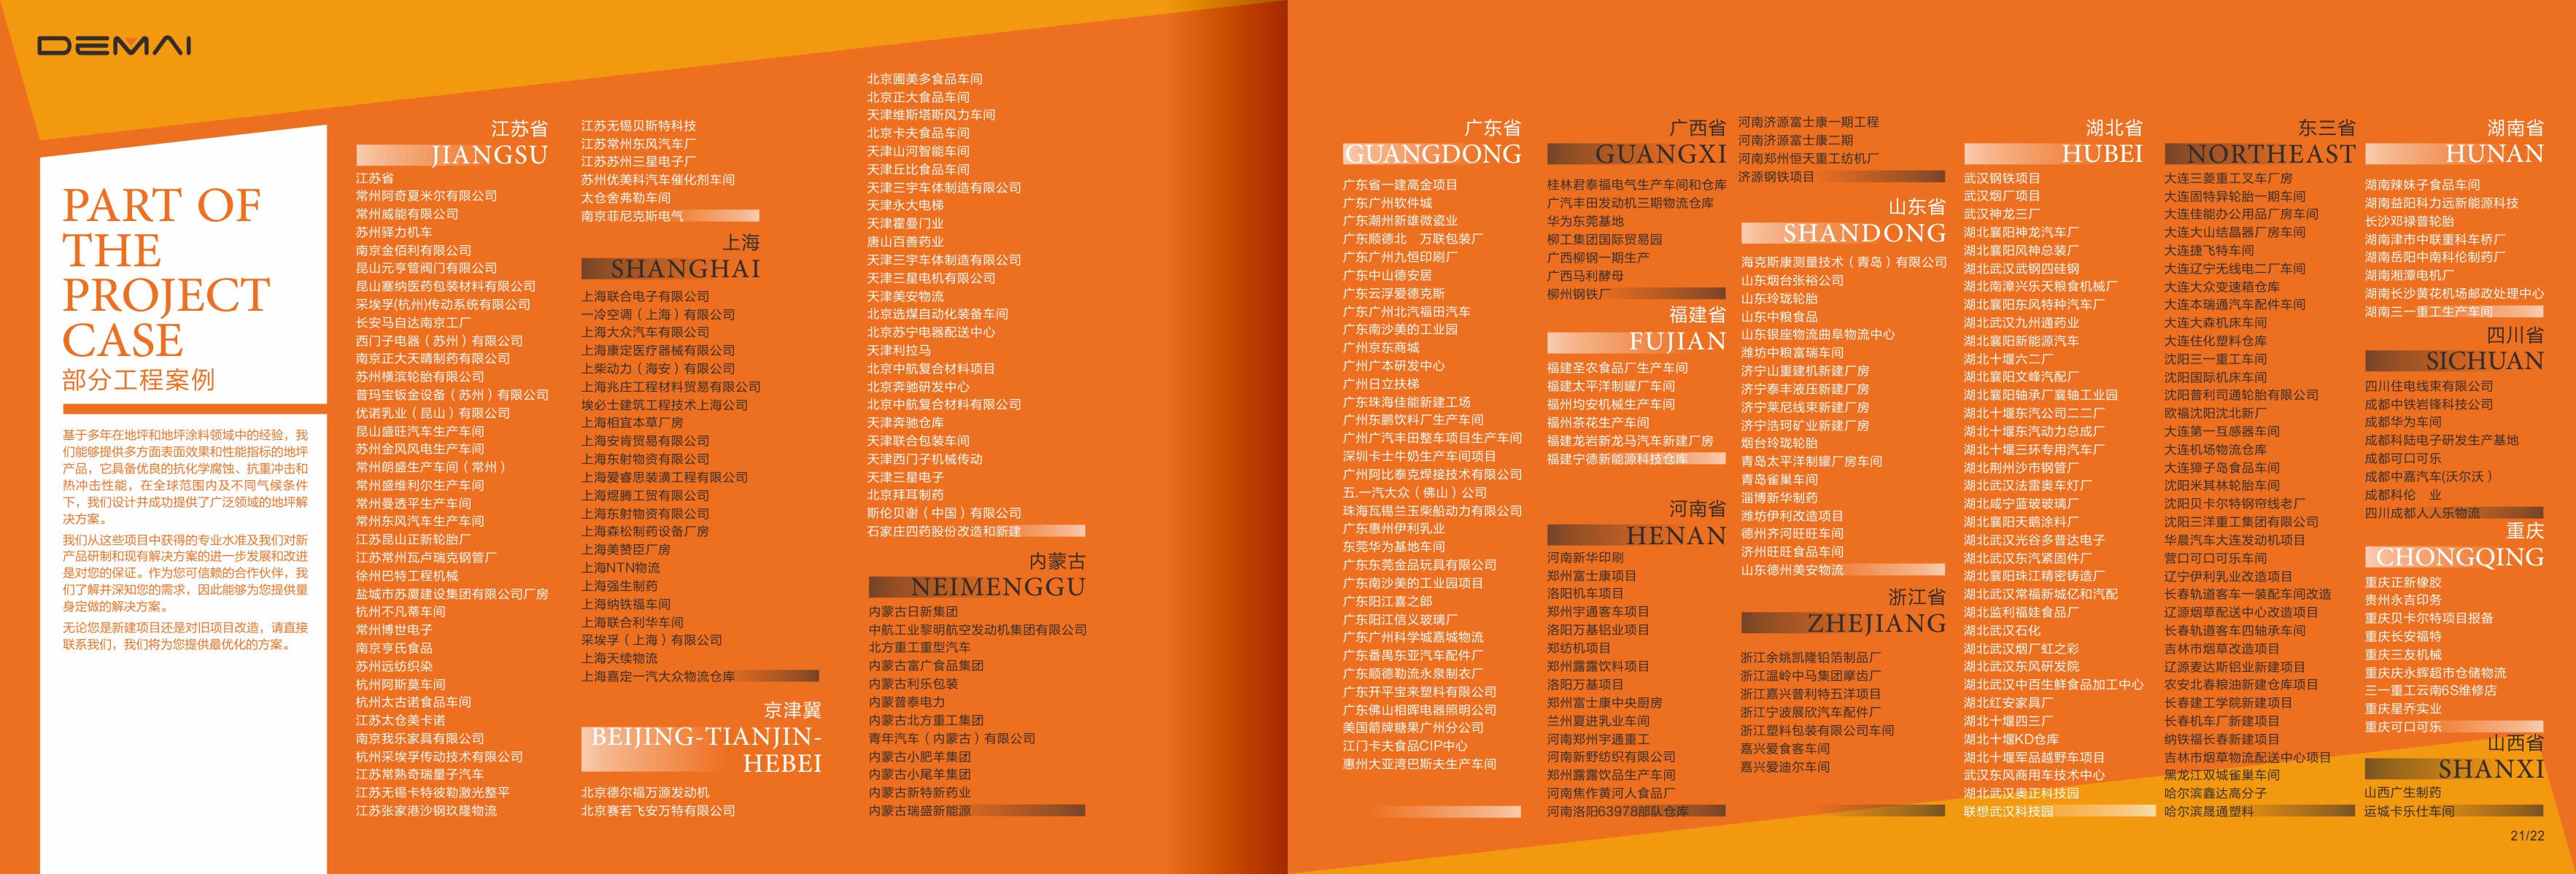 DEMAI
PART OF
THE
PROJECT
CASE
部分工程案例
基于多年在地坪和地坪涂料领域中的经验，我
们能够提供多方面表面效果和性能指标的地坪
产品，它具备优良的抗化学腐蚀、抗重冲击和
热冲击性能，在全球范围内及不同气候条件
下，我们设计并成功提供了广泛领域的地坪解
决方案。
我们从这些项目中获得的专业水准及我们对新
产品研制和现有解决方案的进一步发展和改进
是对您的保证。作为您可信赖的合作伙伴，我
们了解并深知您的需求，因此能够为您提供量
身定做的解决方案。
无论您是新建项目还是对旧项目改造，请直接
联系我们，我们将为您提供最优化的方案。
江苏省
JIANGSU
江苏省
常州阿奇夏米尔有限公司
常州威能有限公司
苏州驿力机车
南京金佰利有限公司
昆山元亨管阀门有限公司
昆山塞纳医药包装材料有限公司
采埃孚(杭州)传动系统有限公司
长安马自达南京工厂
西门子电器（苏州）有限公司
南京正大天晴制药有限公司
苏州横滨轮胎有限公司
普玛宝钣金设备（苏州）有限公司
优诺乳业（昆山）有限公司
昆山盛旺汽车生产车间
苏州金风风电生产车间
常州朗盛生产车间（常州）
常州盛维利尔生产车间
常州曼透平生产车间
常州东风汽车生产车间
江苏昆山正新轮胎厂
江苏常州瓦卢瑞克钢管厂
徐州巴特工程机械
盐城市苏厦建设集团有限公司厂房
杭州不凡蒂车间
常州博世电子
南京亨氏食品
苏州远纺织染
杭州阿斯莫车间
杭州太古诺食品车间
江苏太仓美卡诺
南京我乐家具有限公司
杭州采埃孚传动技术有限公司
江苏常熟奇瑞量子汽车
江苏无锡卡特彼勒激光整平
江苏张家港沙钢玖隆物流
江苏无锡贝斯特科技
江苏常州东风汽车厂
江苏苏州三星电子厂
苏州优美科汽车催化剂车间
太仓舍弗勒车间
南京菲尼克斯电气
上海
SHANGHAI
上海联合电子有限公司
一冷空调（上海）有限公司
上海大众汽车有限公司
上海康定医疗器械有限公司
上柴动力（海安）有限公司
上海兆庄工程材料贸易有限公司
埃必士建筑工程技术上海公司
上海相宜本草厂房
上海安肯贸易有限公司
上海东射物资有限公司
上海爱睿思装潢工程有限公司
上海煜腾工贸有限公司
上海东射物资有限公司
上海森松制药设备厂房
上海美赞臣厂房
上海NTN物流
上海强生制药
上海纳铁福车间
上海联合利华车间
采埃孚（上海）有限公司
上海天续物流
上海嘉定一汽大众物流仓库
京津冀
BEIJING-TIANJIN-
HEBEI
北京德尔福万源发动机
北京赛若飞安万特有限公司
北京圃美多食品车间
北京正大食品车间
天津维斯塔斯风力车间
北京卡夫食品车间
天津山河智能车间
天津丘比食品车间
天津三宇车体制造有限公司
天津永大电梯
天津霍曼门业
唐山百善药业
天津三宇车体制造有限公司
天津三星电机有限公司
天津美安物流
北京选煤自动化装备车间
北京苏宁电器配送中心
天津利拉马
北京中航复合材料项目
北京奔驰研发中心
北京中航复合材料有限公司
天津奔驰仓库
天津联合包装车间
天津西门子机械传动
天津三星电子
北京拜耳制药
斯伦贝谢（中国）有限公司
石家庄四药股份改造和新建
内蒙古
NEIMENGGU
内蒙古日新集团
中航工业黎明航空发动机集团有限公司
北方重工重型汽车
内蒙古富广食品集团
内蒙古利乐包装
内蒙普泰电力
内蒙古北方重工集团
青年汽车（内蒙古）有限公司
内蒙古小肥羊集团
内蒙古小尾羊集团
内蒙古新特新药业
内蒙古瑞盛新能源
广东省
GUANGDONG
广东省一建高金项目
广东广州软件城
广东潮州新雄微瓷业
广东顺德北　万联包装厂
广东广州九恒印刷厂
广东中山德安居
广东云浮爱德克斯
广东广州北汽福田汽车
广东南沙美的工业园
广州京东商城
广州广本研发中心
广州日立扶梯
广东珠海佳能新建工场
广州东鹏饮料厂生产车间
广州广汽丰田整车项目生产车间
深圳卡士牛奶生产车间项目
广州阿比泰克焊接技术有限公司
五.一汽大众（佛山）公司
珠海瓦锡兰玉柴船动力有限公司
广东惠州伊利乳业
东莞华为基地车间
广东东莞金品玩具有限公司
广东南沙美的工业园项目
广东阳江喜之郎
广东阳江信义玻璃厂
广东广州科学城嘉城物流
广东番禺东亚汽车配件厂
广东顺德勒流永泉制衣厂
广东开平宝来塑料有限公司
广东佛山相晖电器照明公司
美国箭牌糖果广州分公司
江门卡夫食品CIP中心
惠州大亚湾巴斯夫生产车间
广西省
GUANGXI
桂林君泰福电气生产车间和仓库
广汽丰田发动机三期物流仓库
华为东莞基地
柳工集团国际贸易园
广西柳钢一期生产
广西马利酵母
柳州钢铁厂
福建省
FUJIAN
福建圣农食品厂生产车间
福建太平洋制罐厂车间
福州均安机械生产车间
福州茶花生产车间
福建龙岩新龙马汽车新建厂房
福建宁德新能源科技仓库
河南省
HENAN
河南新华印刷
郑州富士康项目
洛阳机车项目
郑州宇通客车项目
洛阳万基铝业项目
郑纺机项目
郑州露露饮料项目
洛阳万基项目
郑州富士康中央厨房
兰州夏进乳业车间
河南郑州宇通重工
河南新野纺织有限公司
郑州露露饮品生产车间
河南焦作黄河人食品厂
河南洛阳63978部队仓库
河南济源富士康一期工程
河南济源富士康二期
河南郑州恒天重工纺机厂
济源钢铁项目
山东省
SHANDONG
海克斯康测量技术（青岛）有限公司
山东烟台张裕公司
山东玲珑轮胎
山东中粮食品
山东银座物流曲阜物流中心
潍坊中粮富瑞车间
济宁山重建机新建厂房
济宁泰丰液压新建厂房
济宁莱尼线束新建厂房
济宁浩珂矿业新建厂房
烟台玲珑轮胎
青岛太平洋制罐厂房车间
青岛雀巢车间
淄博新华制药
潍坊伊利改造项目
德州齐河旺旺车间
济州旺旺食品车间
山东德州美安物流
浙江省
ZHEJIANG
浙江余姚凯隆铝箔制品厂
浙江温岭中马集团摩齿厂
浙江嘉兴普利特五洋项目
浙江宁波展欣汽车配件厂
浙江塑料包装有限公司车间
嘉兴爱食客车间
嘉兴爱迪尔车间
湖北省
HUBEI
武汉钢铁项目
武汉烟厂项目
武汉神龙三厂
湖北襄阳神龙汽车厂
湖北襄阳风神总装厂
湖北武汉武钢四硅钢
湖北南漳兴乐天粮食机械厂
湖北襄阳东风特种汽车厂
湖北武汉九州通药业
湖北襄阳新能源汽车
湖北十堰六二厂
湖北襄阳文峰汽配厂
湖北襄阳轴承厂襄轴工业园
湖北十堰东汽公司二二厂
湖北十堰东汽动力总成厂
湖北十堰三环专用汽车厂
湖北荆州沙市钢管厂
湖北武汉法雷奥车灯厂
湖北咸宁蓝玻玻璃厂
湖北襄阳天鹅涂料厂
湖北武汉光谷多普达电子
湖北武汉东汽紧固件厂
湖北襄阳珠江精密铸造厂
湖北武汉常福新城亿和汽配
湖北监利福娃食品厂
湖北武汉石化
湖北武汉烟厂虹之彩
湖北武汉东风研发院
湖北武汉中百生鲜食品加工中心
湖北红安家具厂
湖北十堰四三厂
湖北十堰KD仓库
湖北十堰军品越野车项目
武汉东风商用车技术中心
湖北武汉奥正科技园
联想武汉科技园
东三省
NORTHEAST
大连三菱重工叉车厂房
大连固特异轮胎一期车间
大连佳能办公用品厂房车间
大连大山结晶器厂房车间
大连捷飞特车间
大连辽宁无线电二厂车间
大连大众变速箱仓库
大连本瑞通汽车配件车间
大连大森机床车间
大连住化塑料仓库
沈阳三一重工车间
沈阳国际机床车间
沈阳普利司通轮胎有限公司
欧福沈阳沈北新厂
大连第一互感器车间
大连机场物流仓库
大连獐子岛食品车间
沈阳米其林轮胎车间
沈阳贝卡尔特钢帘线老厂
沈阳三洋重工集团有限公司
华晨汽车大连发动机项目
营口可口可乐车间
辽宁伊利乳业改造项目
长春轨道客车一装配车间改造
辽源烟草配送中心改造项目
长春轨道客车四轴承车间
吉林市烟草改造项目
辽源麦达斯铝业新建项目
农安北春粮油新建仓库项目
长春建工学院新建项目
长春机车厂新建项目
纳铁福长春新建项目
吉林市烟草物流配送中心项目
黑龙江双城雀巢车间
哈尔滨鑫达高分子
哈尔滨晟通塑料
湖南省
HUNAN
湖南辣妹子食品车间
湖南益阳科力远新能源科技
长沙邓禄普轮胎
湖南津市中联重科车桥厂
湖南岳阳中南科伦制药厂
湖南湘潭电机厂
湖南长沙黄花机场邮政处理中心
湖南三一重工生产车间
四川省
SICHUAN
四川住电线束有限公司
成都中铁岩锋科技公司
成都华为车间
成都科陆电子研发生产基地
成都可口可乐
成都中嘉汽车(沃尔沃）
成都科伦　业
四川成都人人乐物流
重庆
CHONGQING
重庆正新橡胶
贵州永吉印务
重庆贝卡尔特项目报备
重庆长安福特
重庆三友机械
重庆庆永辉超市仓储物流
三一重工云南6S维修店
重庆星乔实业
重庆可口可乐
山西省
SHANXI
山西广生制药
运城卡乐仕车间
21/22